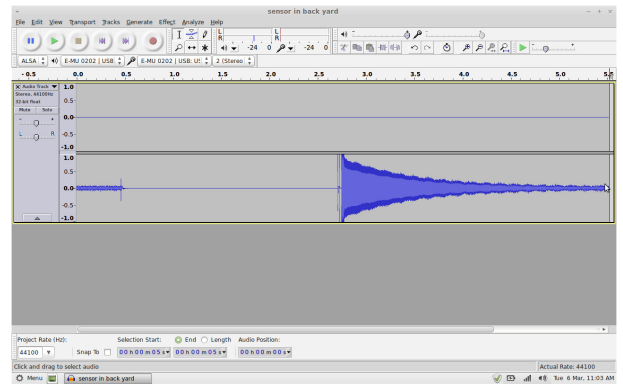 sensor in back yard
File Edit View Transport Tracks Generate Effect Analyze Help
L
R
L
R
-24 0
-24 0
ALSA E-MU 0202 | USB: E-MU 0202 | USB: U: 2 (Stereo
-0.5 0.0 0.5 1.0 1.5 2.0 2.5 3.0 3.5 4.0 4.5 5.0 5.5
X Audio Track
Stereo, 44100Hz
32-bit float
Mute Solo
- +
L R
1.0
0.5-
0.0-
-0.5-
-1.0
1.0
0.5-
0.0-
-0.5-
-1.0
Project Rate (Hz): Selection Start: End Length Audio Position:
44100 Snap To 00 h 00 m 05 s 00 h 00 m 05 s 00 h 00 m 00 s
Click and drag to select audio Actual Rate: 44100
Menu sensor in back yard Tue 6 Mar, 11:03 AM